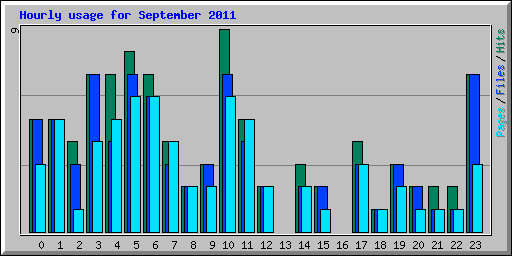 Hourly usage for September 2011
9
Pages/Files/Hits
0 1 2 3 4 5 6 7 8 9 10 11 12 13 14 15 16 17 18 19 20 21 22 23